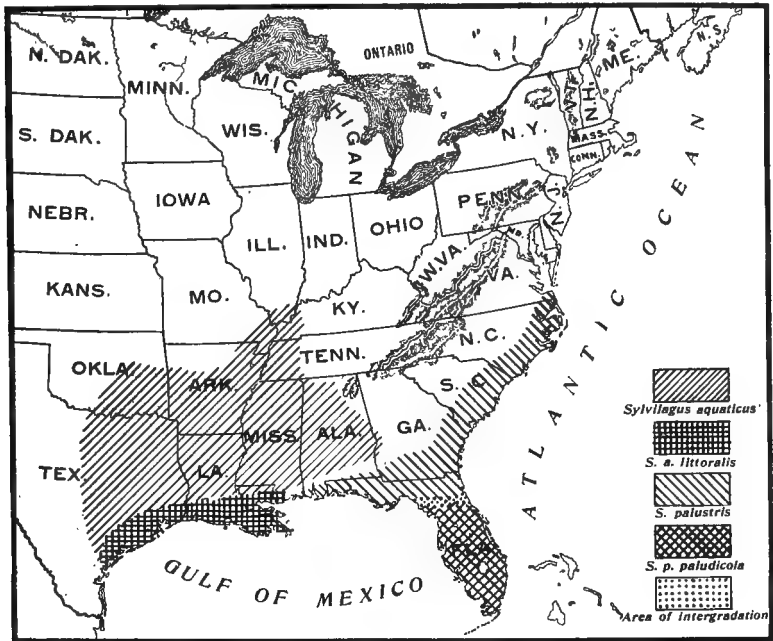 N. DAK.
MINN.
ONTARIO
MICHIGAN
ME.
N.S.
VT.
N.H.
S. DAK.
WIS.
N.Y.
MASS.
CONN.
NEBR.
IOWA
ILL.
IND.
OHIO
PENN.
N.J.
W.VA.
MD.
VA.
KANS.
MO.
KY.
OKLA.
ARK.
TENN.
N.C.
S. C.
TEX.
LA.
MISS.
ALA.
GA.
ATLANTIC OCEAN
GULF OF MEXICO
Sylvilagus aquaticus
S. a. littoralis
S. palustris
S. p. paludicola
Area of intergradation